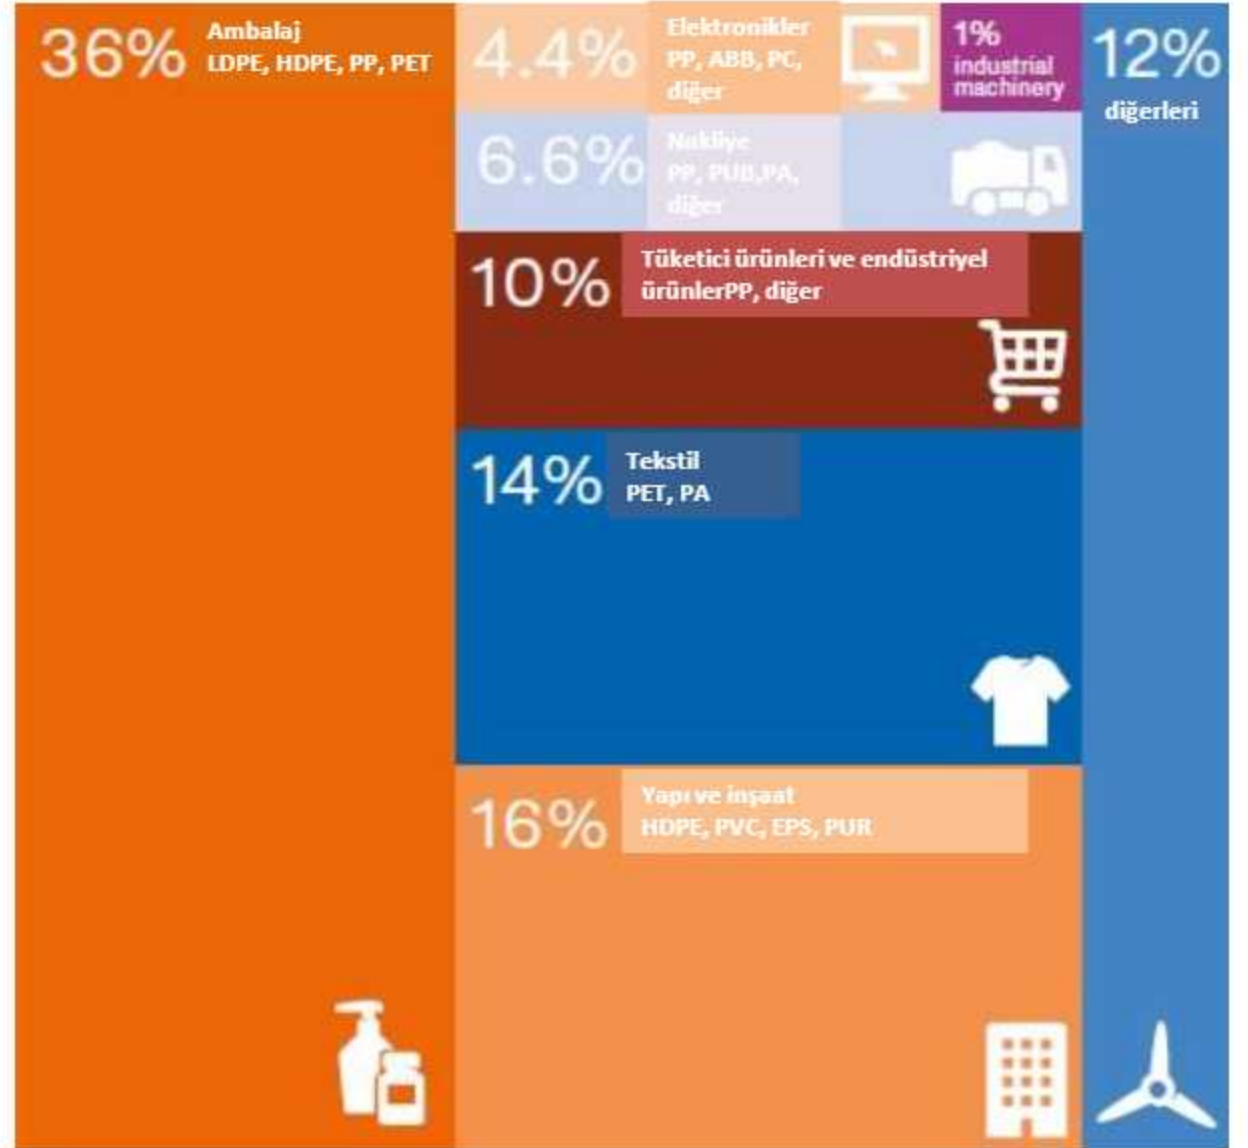 36%
Ambalaj
LDPE, HDPE, PP, PET
4.4%
Elektronikler
PP, ABB, PC,
diğer
1%
industrial
machinery
12%
diğerleri
6.6%
Nakliye
PP, PUB,PA,
diğer
10%
Tüketici ürünleri ve endüstriyel
ürünlerPP, diğer
14%
Tekstil
PET, PA
16%
Yapı ve inşaat
HDPE, PVC, EPS, PUR